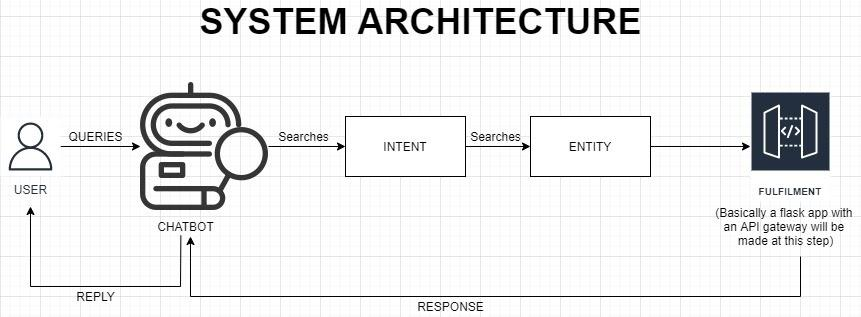 SYSTEM ARCHITECTURE
QUERIES
Searches
INTENT
Searches
ENTITY
</>
USER
CHATBOT
FULFILMENT
(Basically a flask app with
an API gateway will be
made at this step)
REPLY
RESPONSE